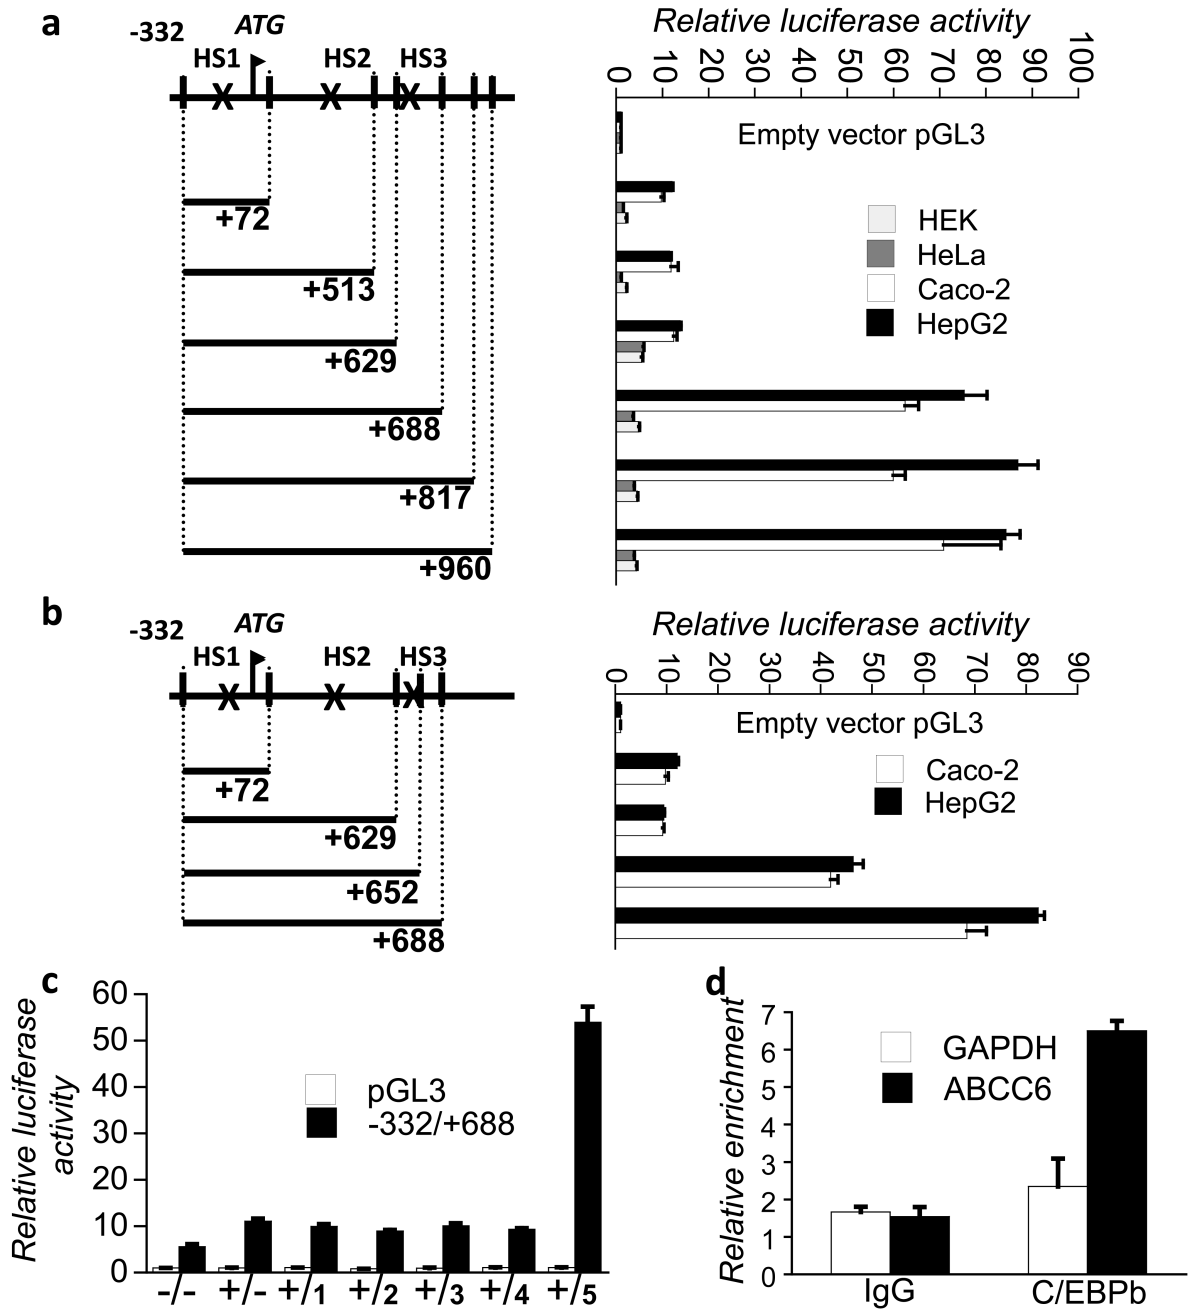 a
-332
ATG
HS1 HS2 HS3
+72
+513
+629
+688
+817
+960
Relative luciferase activity
0 10 20 30 40 50 60 70 80 90 100
Empty vector pGL3
HEK
HeLa
Caco-2
HepG2
b
-332
ATG
HS1 HS2 HS3
+72
+629
+652
+688
Relative luciferase activity
0 10 20 30 40 50 60 70 80 90
Empty vector pGL3
Caco-2
HepG2
c
Relative luciferase
activity
60
50
40
30
20
10
0
pGL3
-332/+688
-/- +/- +/1 +/2 +/3 +/4 +/5
d
Relative enrichment
7
6
5
4
3
2
1
0
GAPDH
ABCC6
IgG C/EBPb